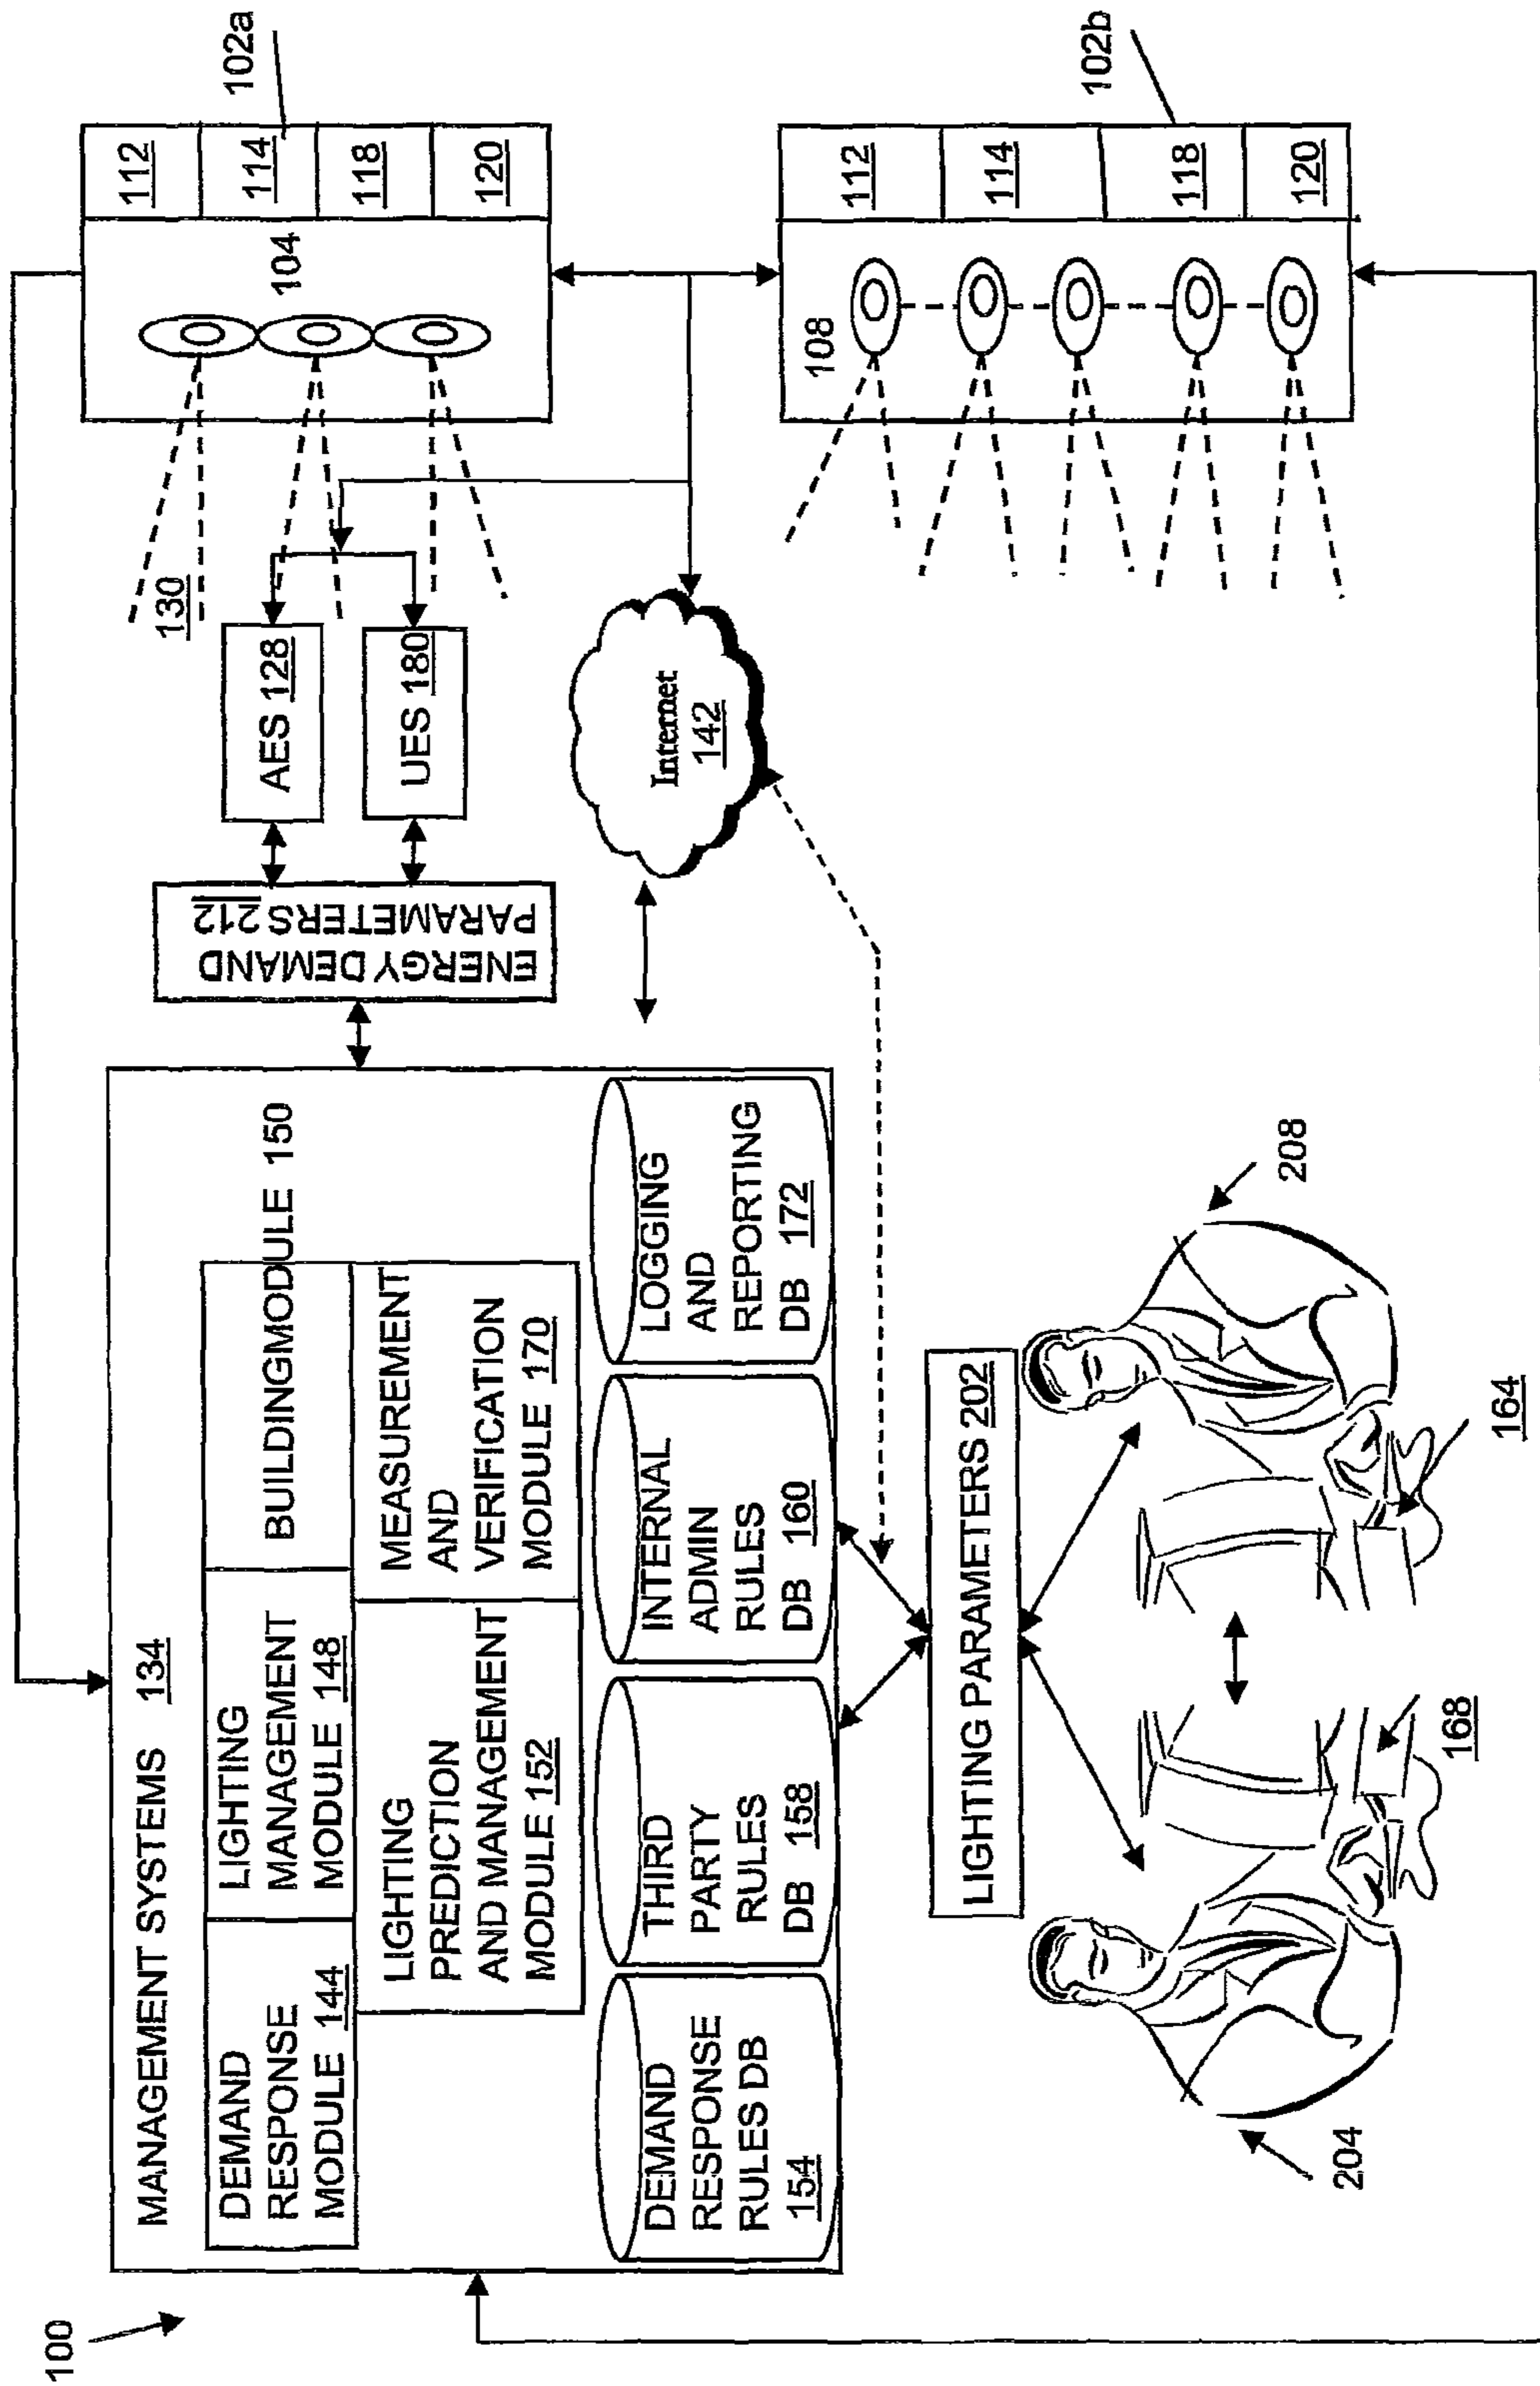 100
MANAGEMENT SYSTEMS 134
DEMAND
RESPONSE
MODULE 144
LIGHTING
MANAGEMENT
MODULE 148
BUILDINGMODULE 150
LIGHTING
PREDICTION
AND MANAGEMENT
MODULE 152
MEASUREMENT
AND
VERIFICATION
MODULE 170
DEMAND
RESPONSE
RULES DB
154
THIRD
PARTY
RULES
DB 158
INTERNAL
ADMIN
RULES
DB 160
LOGGING
AND
REPORTING
DB 172
ENERGY DEMAND
PARAMETERS 212
AES 128
UES 180
130
Internet
142
104
112
114
118
120
102a
108
112
114
118
120
102b
LIGHTING PARAMETERS 202
204
168
164
208